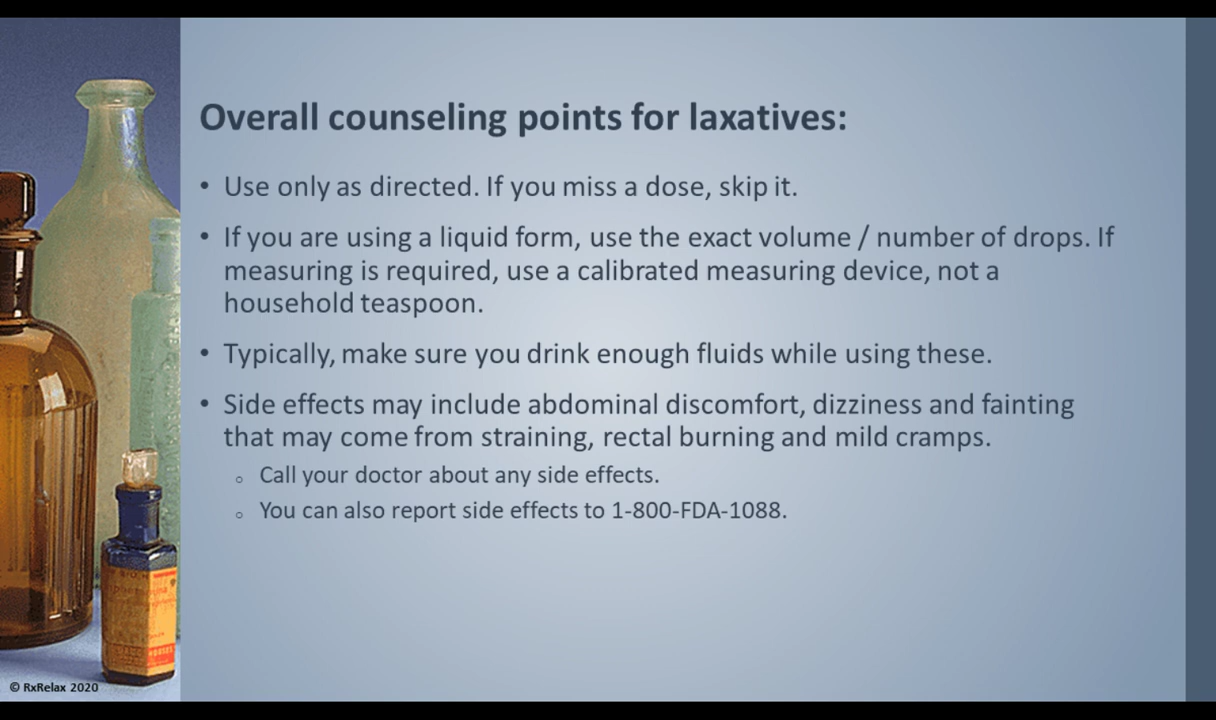 Overall counseling points for laxatives:
• Use only as directed. If you miss a dose, skip it.
• If you are using a liquid form, use the exact volume / number of drops. If
measuring is required, use a calibrated measuring device, not a
household teaspoon.
• Typically, make sure you drink enough fluids while using these.
• Side effects may include abdominal discomfort, dizziness and fainting
that may come from straining, rectal burning and mild cramps.
○ Call your doctor about any side effects.
○ You can also report side effects to 1-800-FDA-1088.
© RxRelax 2020